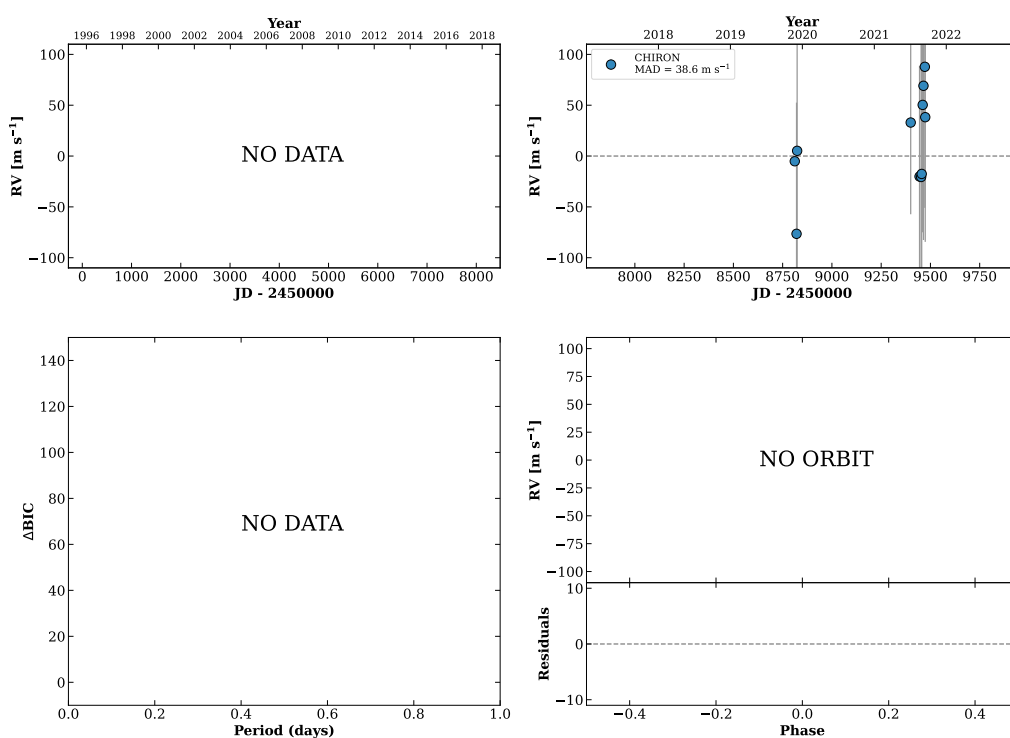 Year
1996 1998 2000 2002 2004 2006 2008 2010 2012 2014 2016 2018
100
50
0
−50
−100
RV [m s⁻¹]
NO DATA
0 1000 2000 3000 4000 5000 6000 7000 8000
JD - 2450000
Year
2018 2019 2020 2021 2022
CHIRON
MAD = 38.6 m s⁻¹
100
50
0
−50
−100
RV [m s⁻¹]
8000 8250 8500 8750 9000 9250 9500 9750
JD - 2450000
140
120
100
80
60
40
20
0
ΔBIC
NO DATA
0.0 0.2 0.4 0.6 0.8 1.0
Period (days)
100
75
50
25
0
−25
−50
−75
−100
RV [m s⁻¹]
NO ORBIT
10
0
−10
Residuals
−0.4 −0.2 0.0 0.2 0.4
Phase